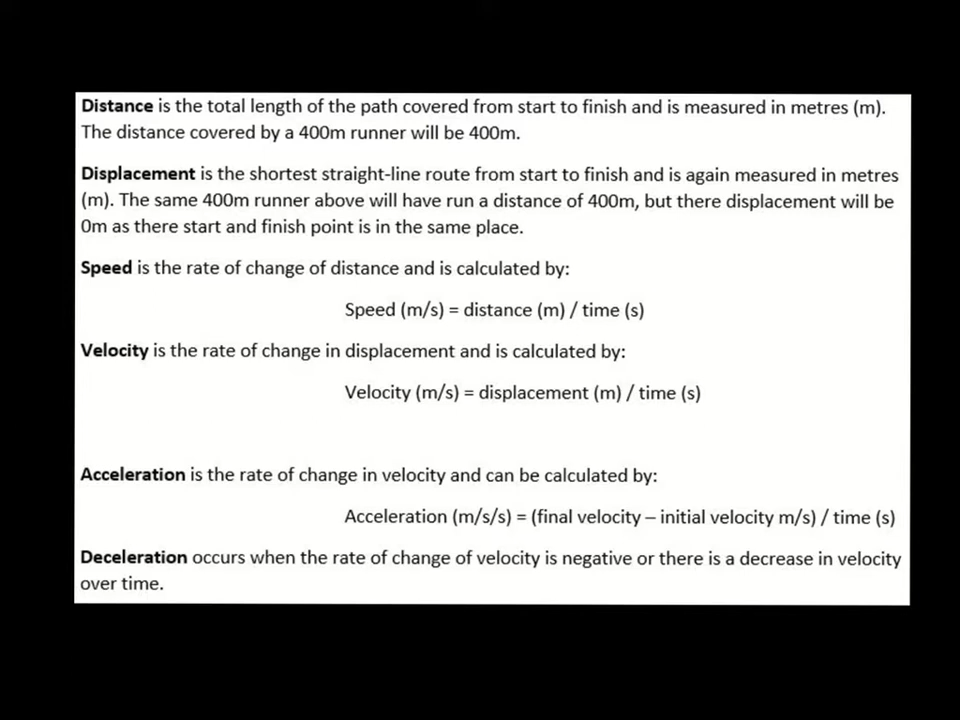 Distance is the total length of the path covered from start to finish and is measured in metres (m).
The distance covered by a 400m runner will be 400m.
Displacement is the shortest straight-line route from start to finish and is again measured in metres
(m). The same 400m runner above will have run a distance of 400m, but there displacement will be
0m as there start and finish point is in the same place.
Speed is the rate of change of distance and is calculated by:
Speed (m/s) = distance (m) / time (s)
Velocity is the rate of change in displacement and is calculated by:
Velocity (m/s) = displacement (m) / time (s)
Acceleration is the rate of change in velocity and can be calculated by:
Acceleration (m/s/s) = (final velocity – initial velocity m/s) / time (s)
Deceleration occurs when the rate of change of velocity is negative or there is a decrease in velocity
over time.